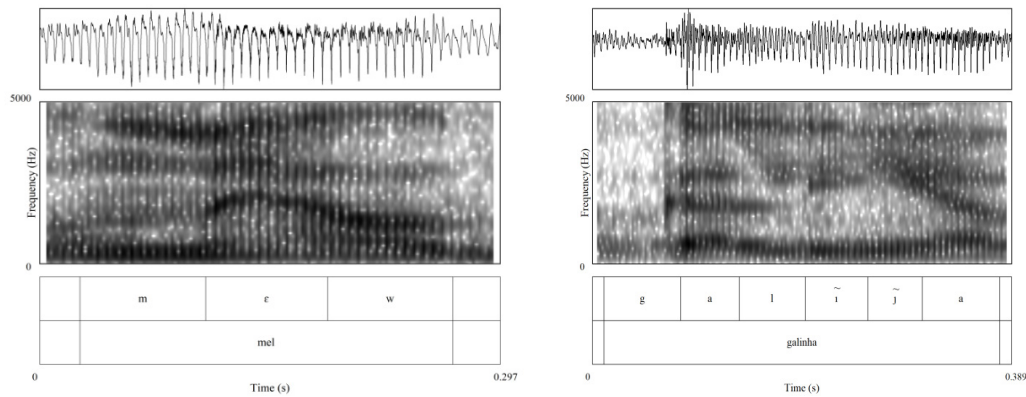 5000
Frequency (Hz)
0
m ɛ w
mel
0 0.297
Time (s)
5000
Frequency (Hz)
0
g a l ɪ̃ ȷ̃ a
galinha
0 0.389
Time (s)